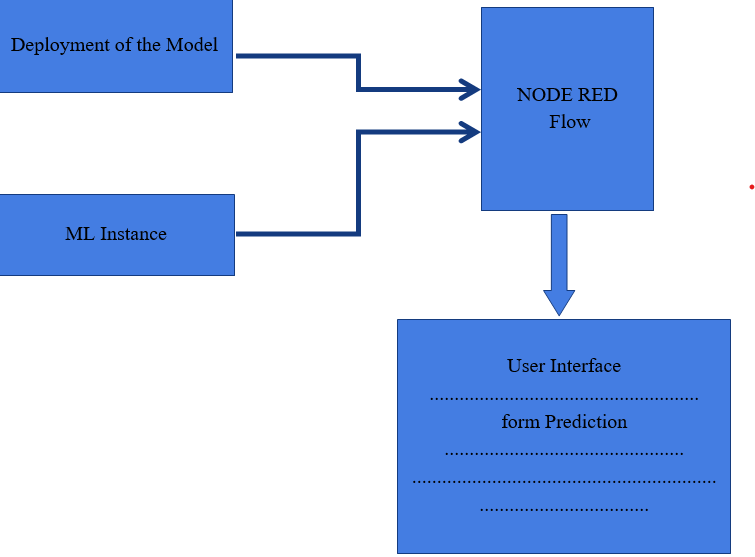 Deployment of the Model
NODE RED
Flow
ML Instance
User Interface
......................................................
form Prediction
................................................
.............................................................
..................................